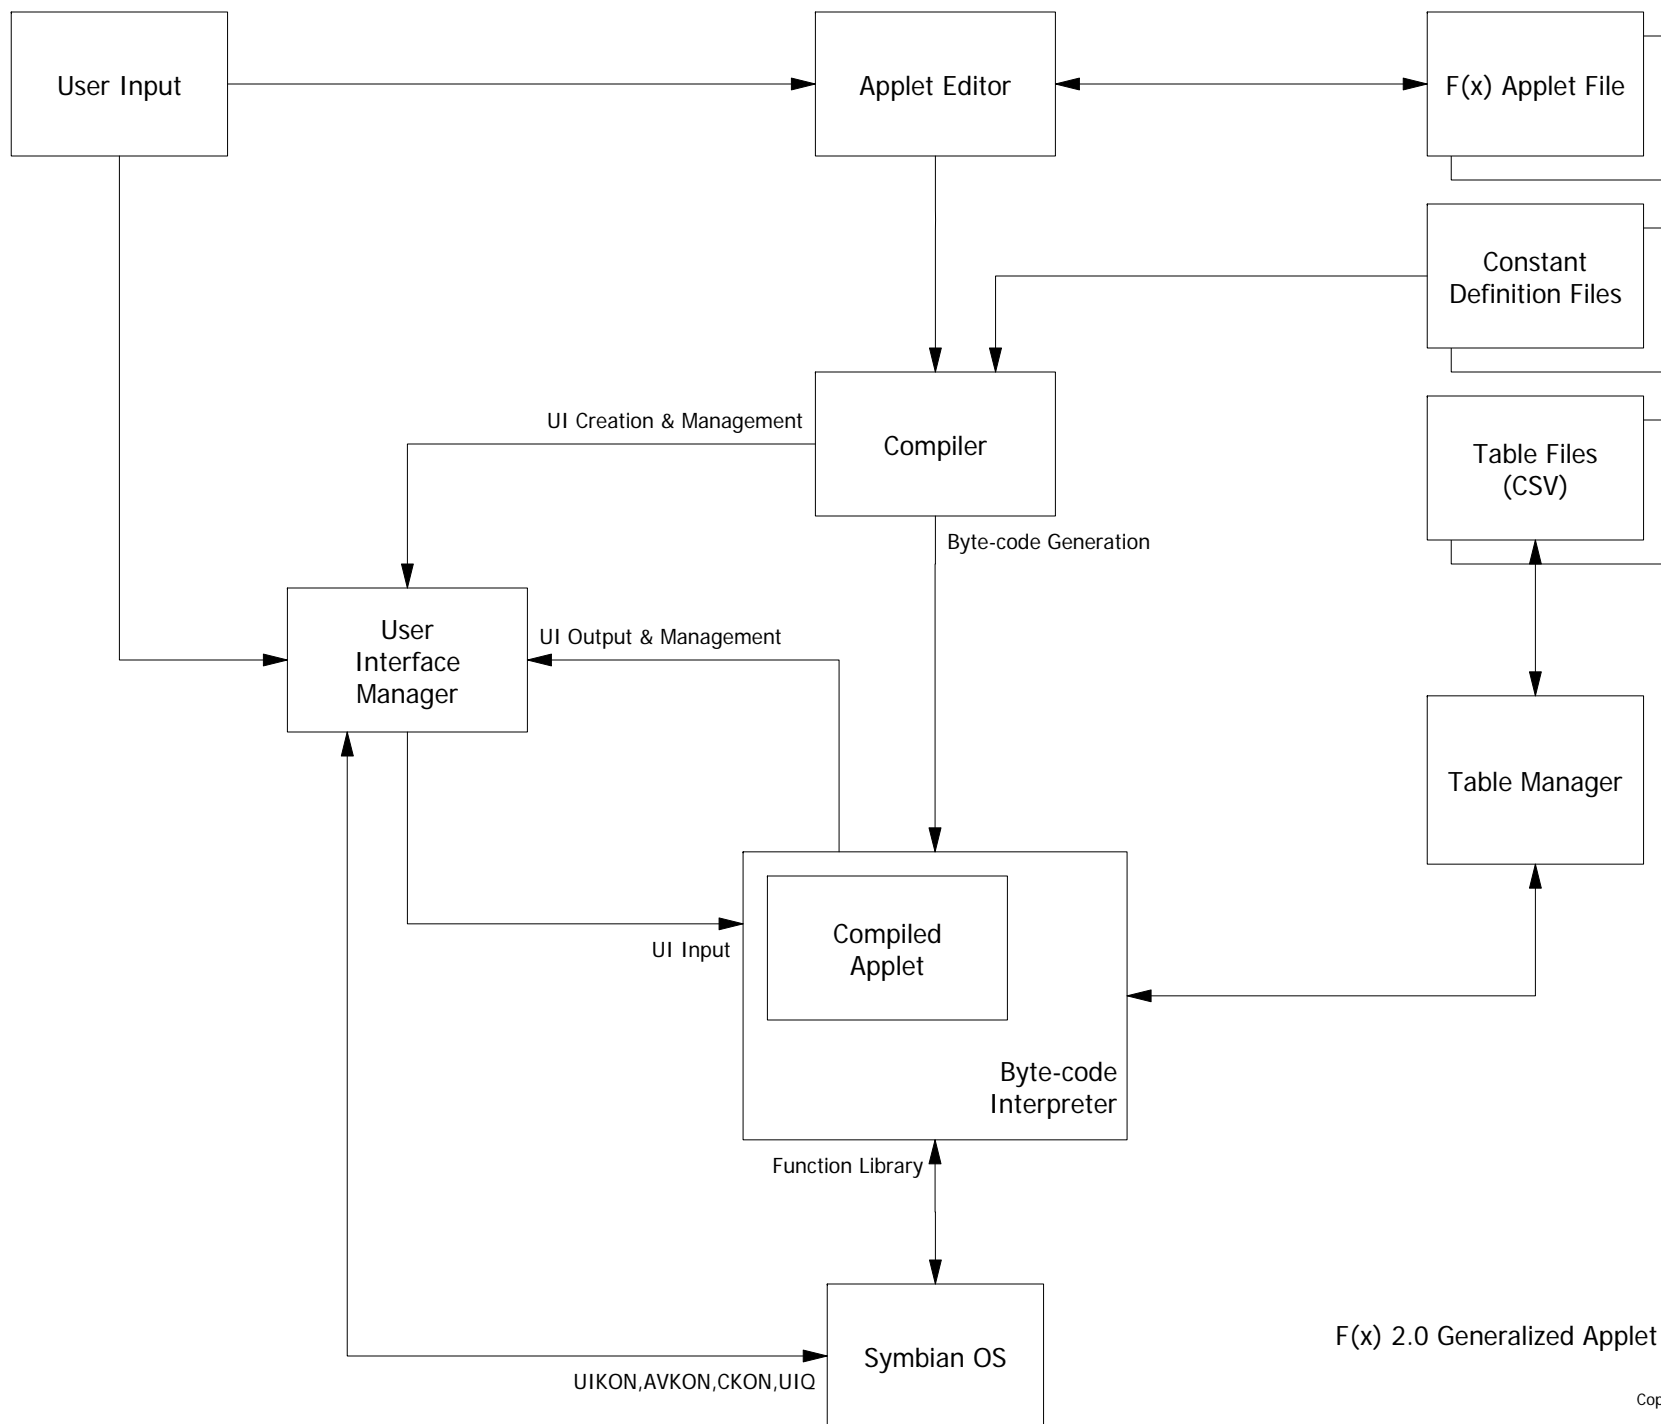 User Input
Applet Editor
F(x) Applet File
Constant
Definition Files
UI Creation & Management
Compiler
Table Files
(CSV)
Byte-code Generation
User
Interface
Manager
UI Output & Management
Table Manager
Compiled
Applet
UI Input
Byte-code
Interpreter
Function Library
Symbian OS
F(x) 2.0 Generalized Applet
UIKON,AVKON,CKON,UIQ